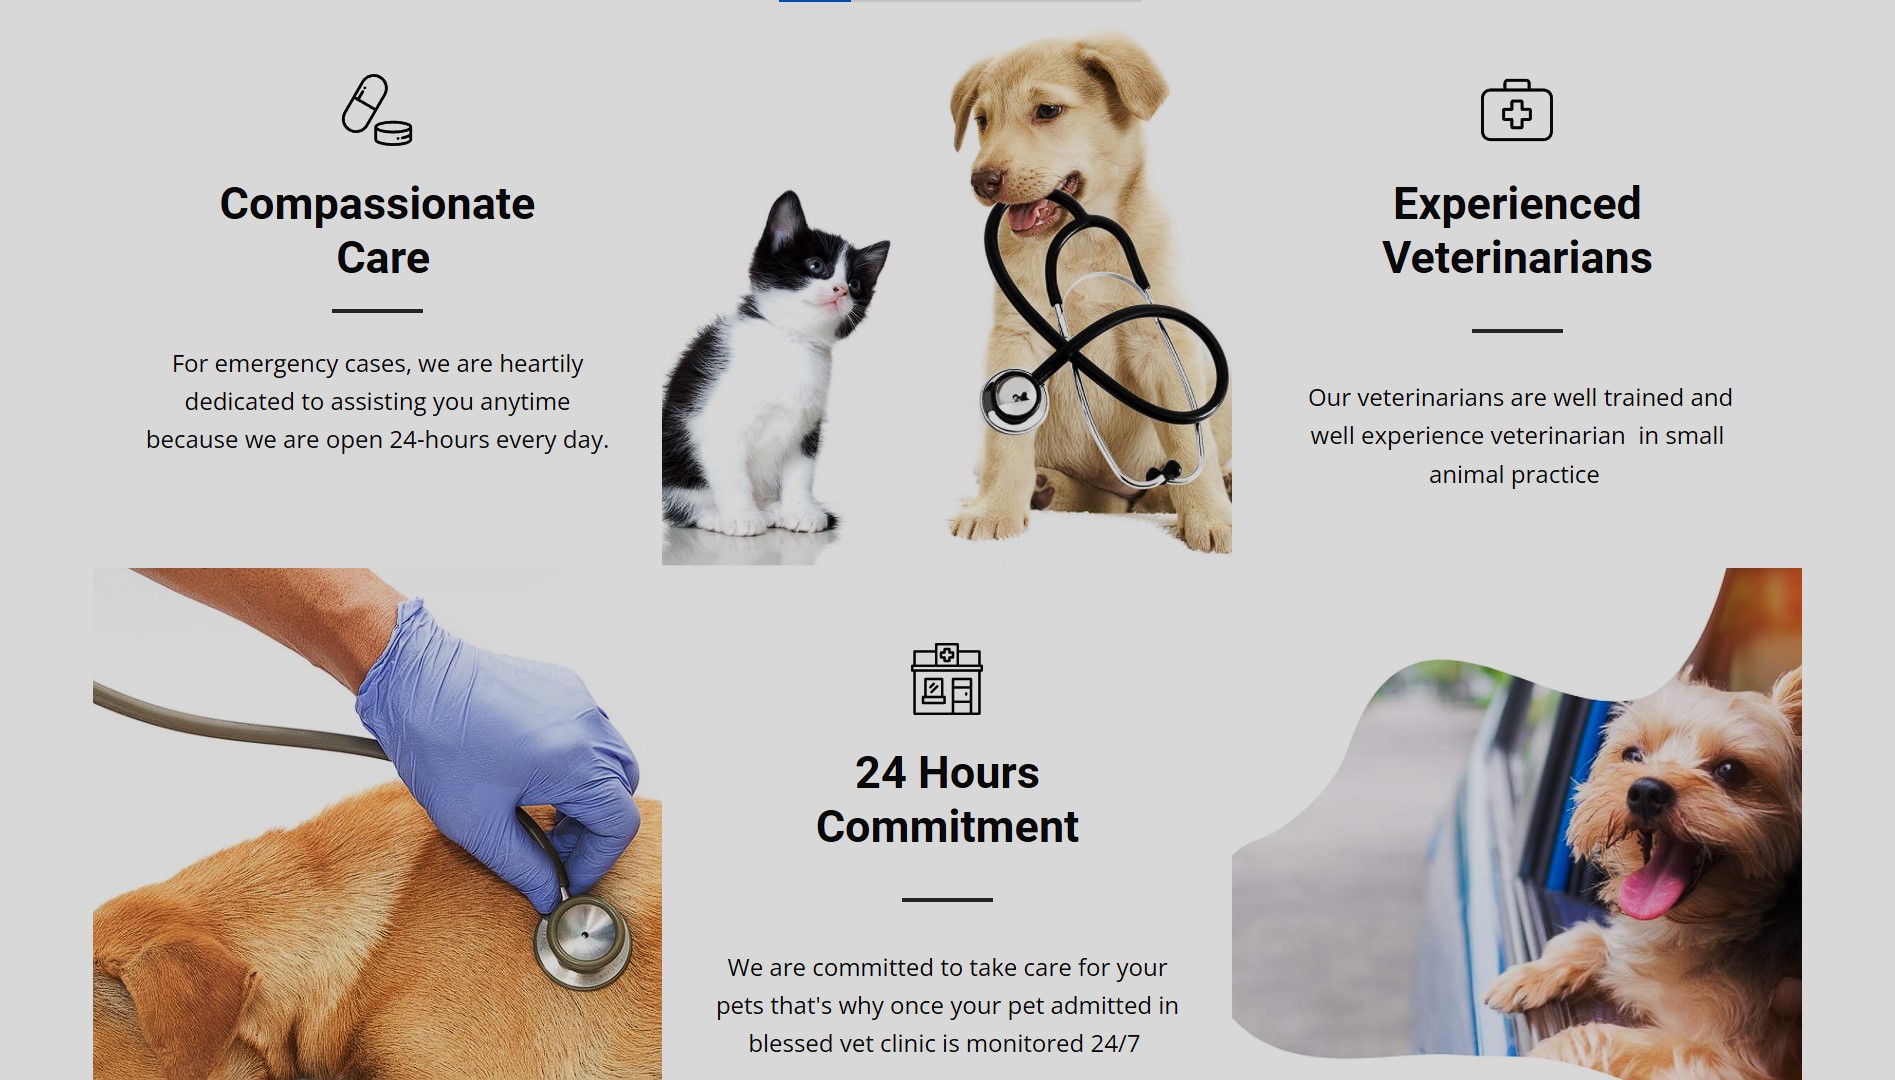 Compassionate
Care
For emergency cases, we are heartily
dedicated to assisting you anytime
because we are open 24-hours every day.
Experienced
Veterinarians
Our veterinarians are well trained and
well experience veterinarian  in small
animal practice
24 Hours
Commitment
We are committed to take care for your
pets that's why once your pet admitted in
blessed vet clinic is monitored 24/7